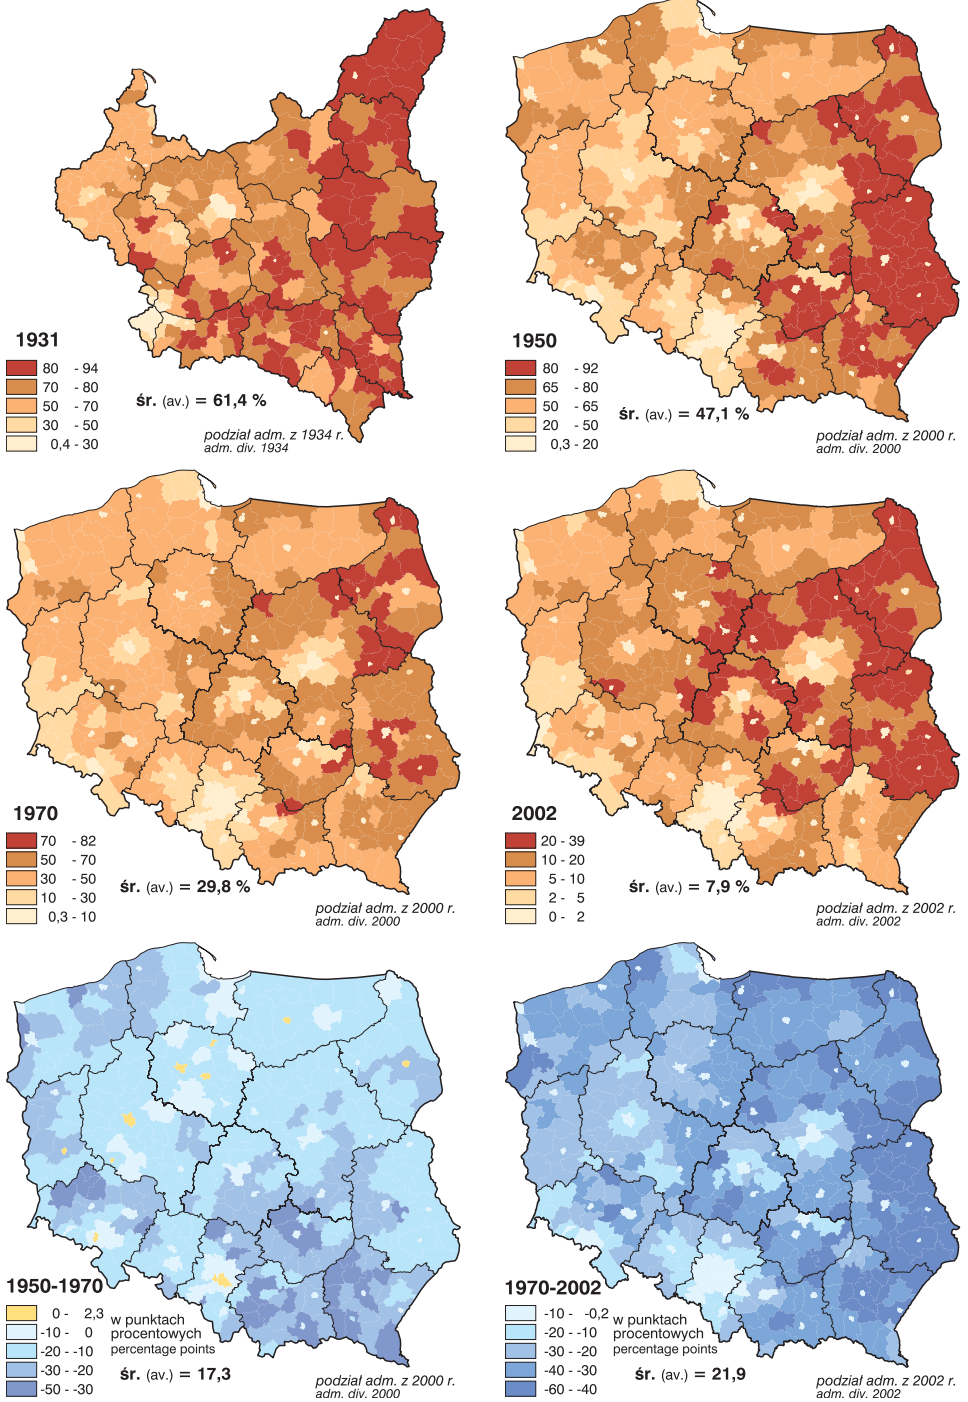 1931
80 - 94
70 - 80
50 - 70
30 - 50
0,4 - 30
śr. (av.) = 61,4 %
podział adm. z 1934 r.
adm. div. 1934
1950
80 - 92
65 - 80
50 - 65
20 - 50
0,3 - 20
śr. (av.) = 47,1 %
podział adm. z 2000 r.
adm. div. 2000
1970
70 - 82
50 - 70
30 - 50
10 - 30
0,3 - 10
śr. (av.) = 29,8 %
podział adm. z 2000 r.
adm. div. 2000
2002
20 - 39
10 - 20
5 - 10
2 - 5
0 - 2
śr. (av.) = 7,9 %
podział adm. z 2002 r.
adm. div. 2002
1950-1970
0 - 2,3
-10 - 0
-20 - -10
-30 - -20
-50 - -30
w punktach
procentowych
percentage points
śr. (av.) = 17,3
podział adm. z 2000 r.
adm. div. 2000
1970-2002
-10 - -0,2
-20 - -10
-30 - -20
-40 - -30
-60 - -40
w punktach
procentowych
percentage points
śr. (av.) = 21,9
podział adm. z 2002 r.
adm. div. 2002